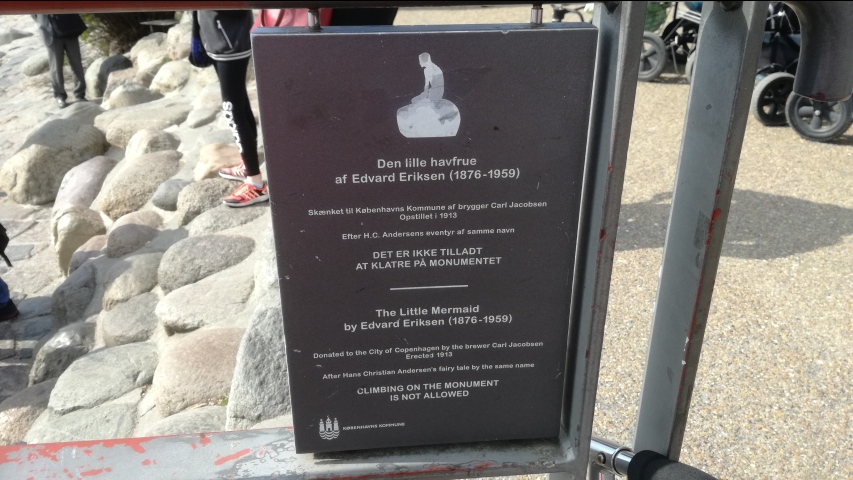 Den lille havfrue
af Edvard Eriksen (1876-1959)
Skænket til Københavns Kommune af brygger Carl Jacobsen
Opstillet i 1913
Efter H.C. Andersens eventyr af samme navn
DET ER IKKE TILLADT
AT KLATRE PÅ MONUMENTET
The Little Mermaid
by Edvard Eriksen (1876-1959)
Donated to the City of Copenhagen by the brewer Carl Jacobsen
Erected 1913
After Hans Christian Andersen's fairy tale by the same name
CLIMBING ON THE MONUMENT
IS NOT ALLOWED
KØBENHAVNS KOMMUNE